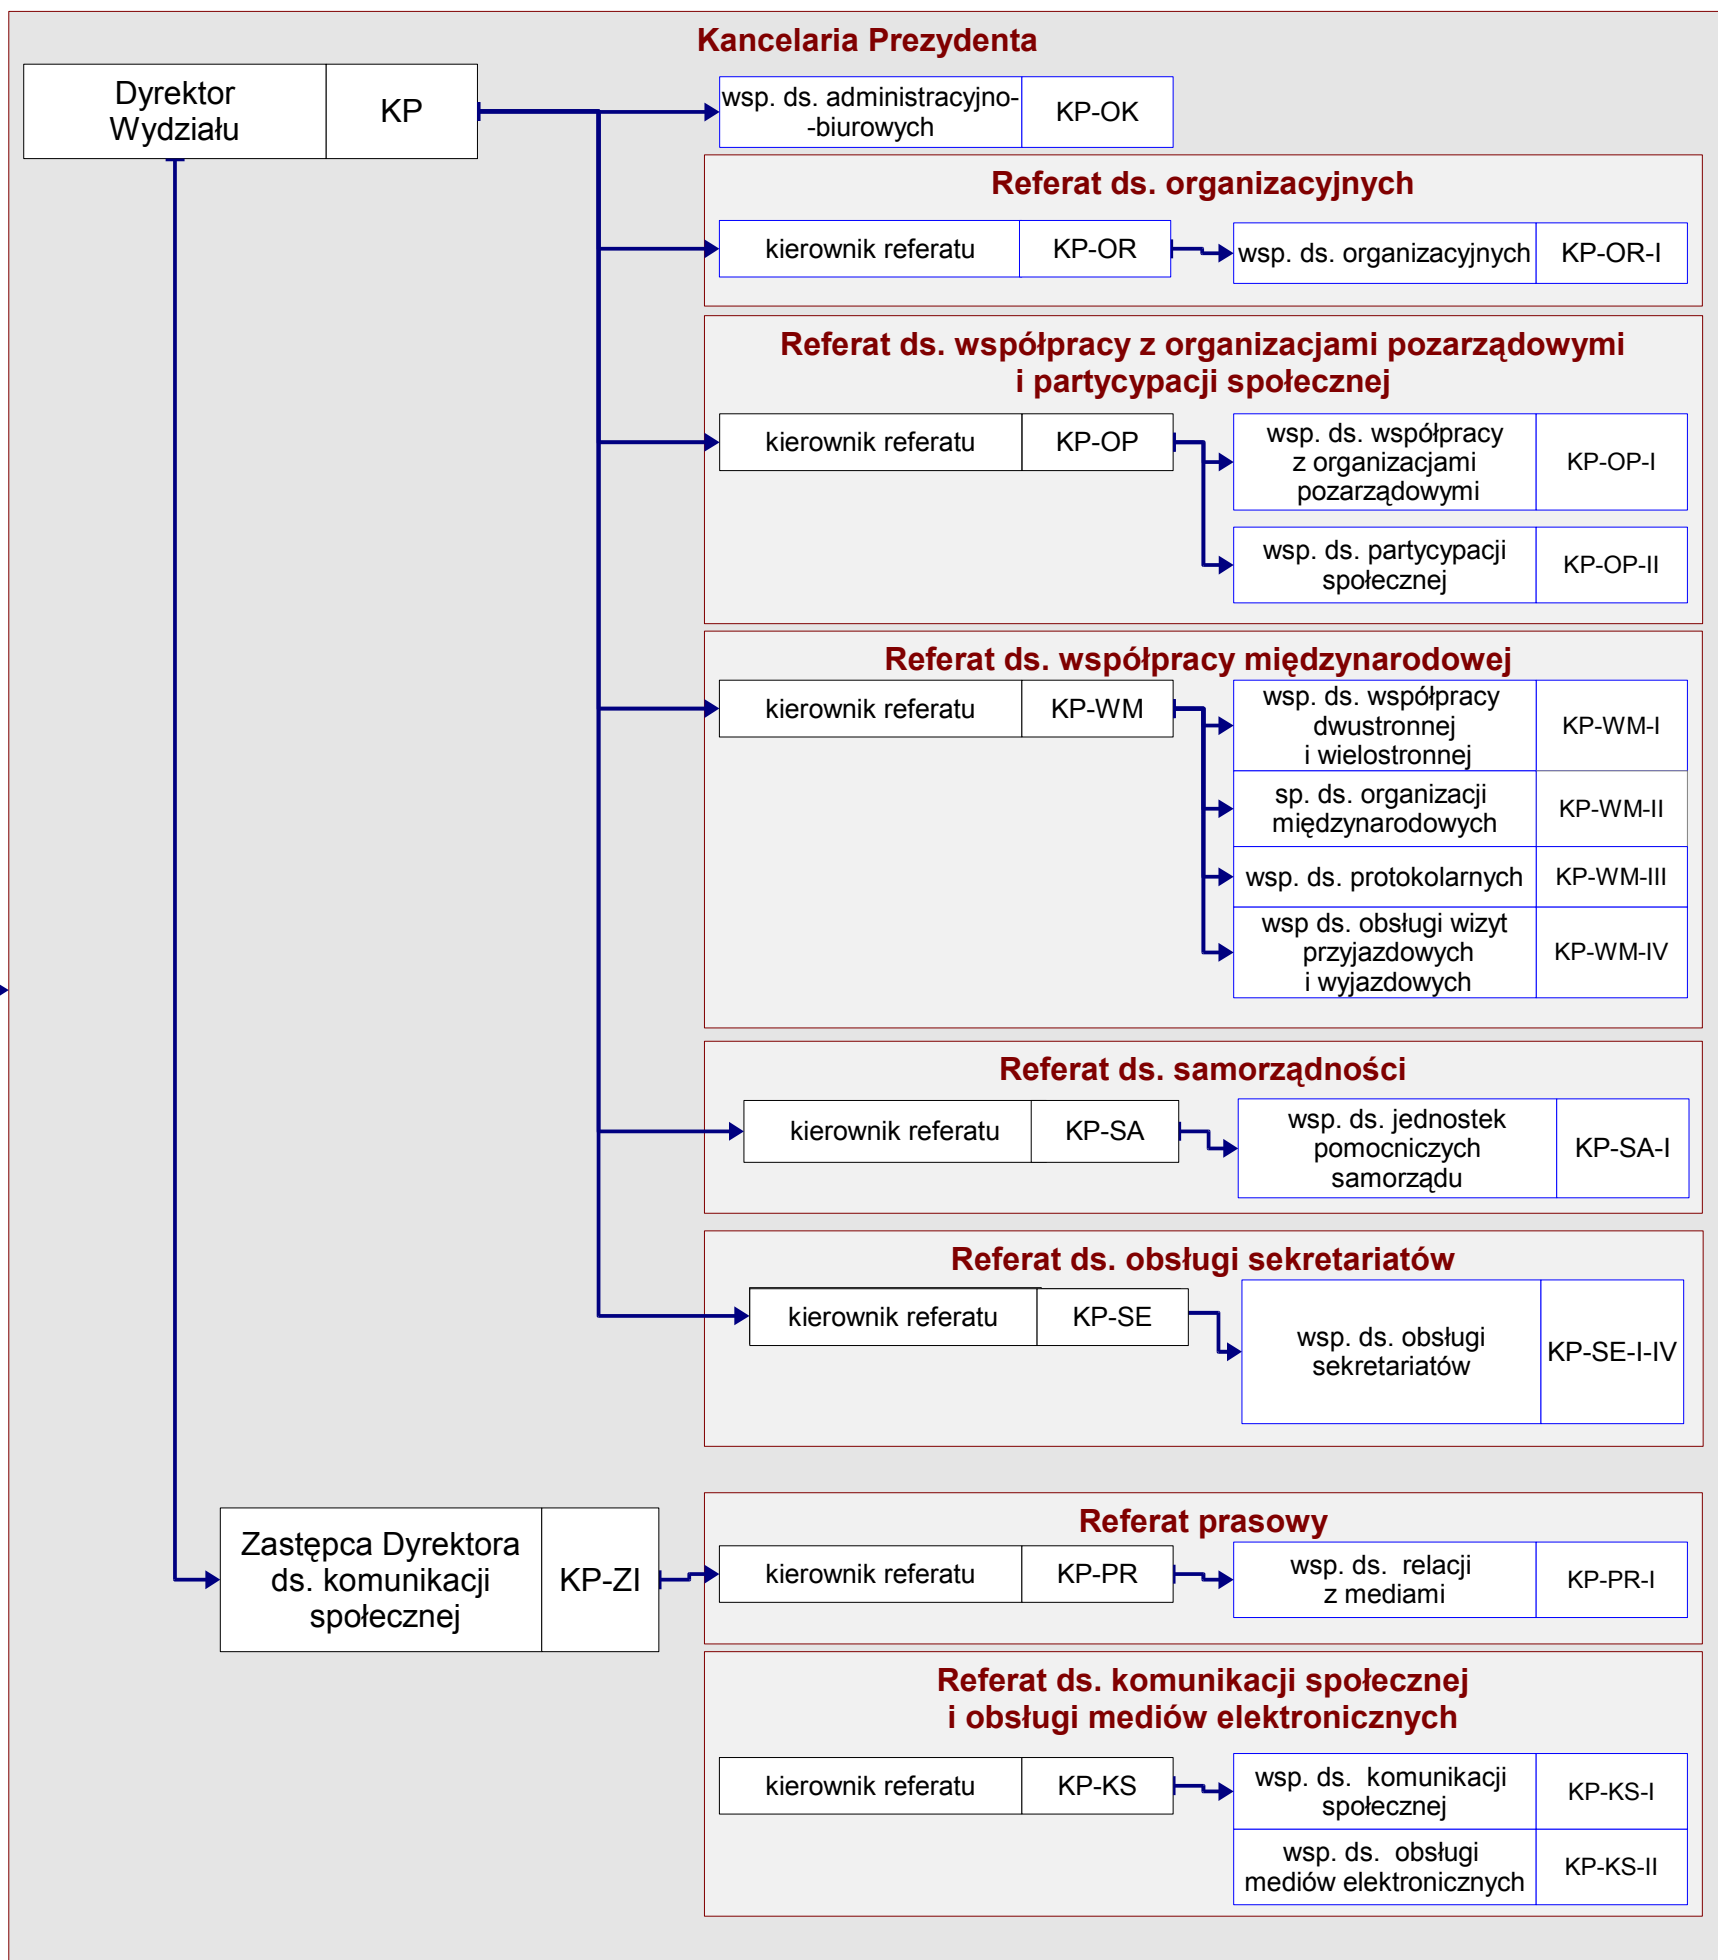 Kancelaria Prezydenta
Dyrektor
Wydziału
KP
wsp. ds. administracyjno-
-biurowych
KP-OK
Referat ds. organizacyjnych
kierownik referatu
KP-OR
wsp. ds. organizacyjnych
KP-OR-I
Referat ds. współpracy z organizacjami pozarządowymi
i partycypacji społecznej
kierownik referatu
KP-OP
wsp. ds. współpracy
z organizacjami
pozarządowymi
KP-OP-I
wsp. ds. partycypacji
społecznej
KP-OP-II
Referat ds. współpracy międzynarodowej
kierownik referatu
KP-WM
wsp. ds. współpracy
dwustronnej
i wielostronnej
KP-WM-I
sp. ds. organizacji
międzynarodowych
KP-WM-II
wsp. ds. protokolarnych
KP-WM-III
wsp ds. obsługi wizyt
przyjazdowych
i wyjazdowych
KP-WM-IV
Referat ds. samorządności
kierownik referatu
KP-SA
wsp. ds. jednostek
pomocniczych
samorządu
KP-SA-I
Referat ds. obsługi sekretariatów
kierownik referatu
KP-SE
wsp. ds. obsługi
sekretariatów
KP-SE-I-IV
Zastępca Dyrektora
ds. komunikacji
społecznej
KP-ZI
Referat prasowy
kierownik referatu
KP-PR
wsp. ds. relacji
z mediami
KP-PR-I
Referat ds. komunikacji społecznej
i obsługi mediów elektronicznych
kierownik referatu
KP-KS
wsp. ds. komunikacji
społecznej
KP-KS-I
wsp. ds. obsługi
mediów elektronicznych
KP-KS-II